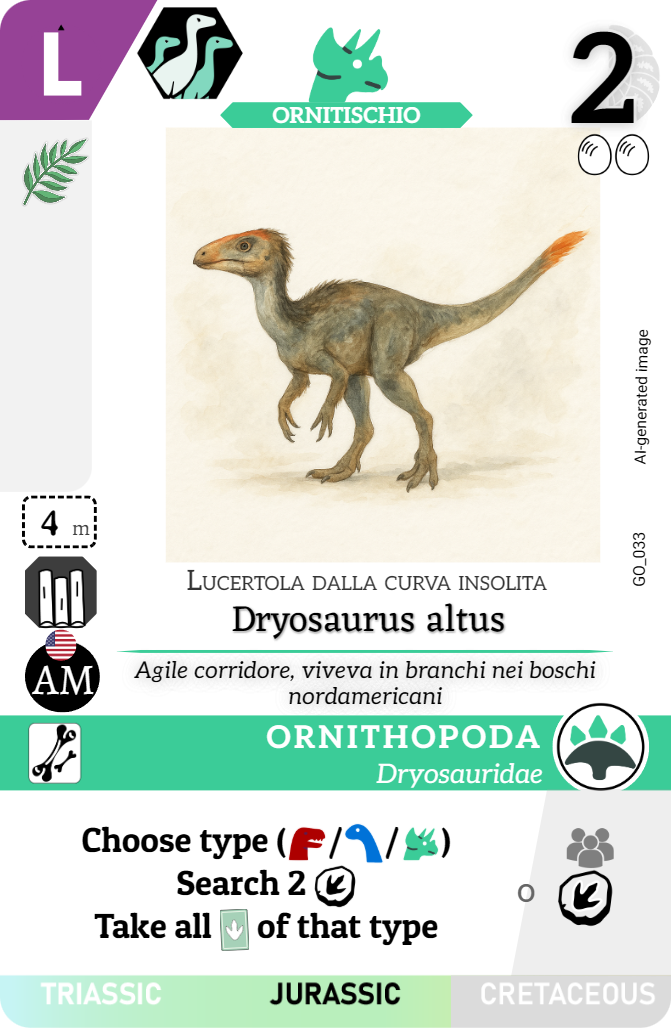 L
ORNITISCHIO
2
AI-generated image
GO_033
4 m
AM
Lucertola dalla curva insolita
Dryosaurus altus
Agile corridore, viveva in branchi nei boschi
nordamericani
ORNITHOPODA
Dryosauridae
Choose type ( / / )
Search 2
Take all of that type
O
TRIASSIC
JURASSIC
CRETACEOUS